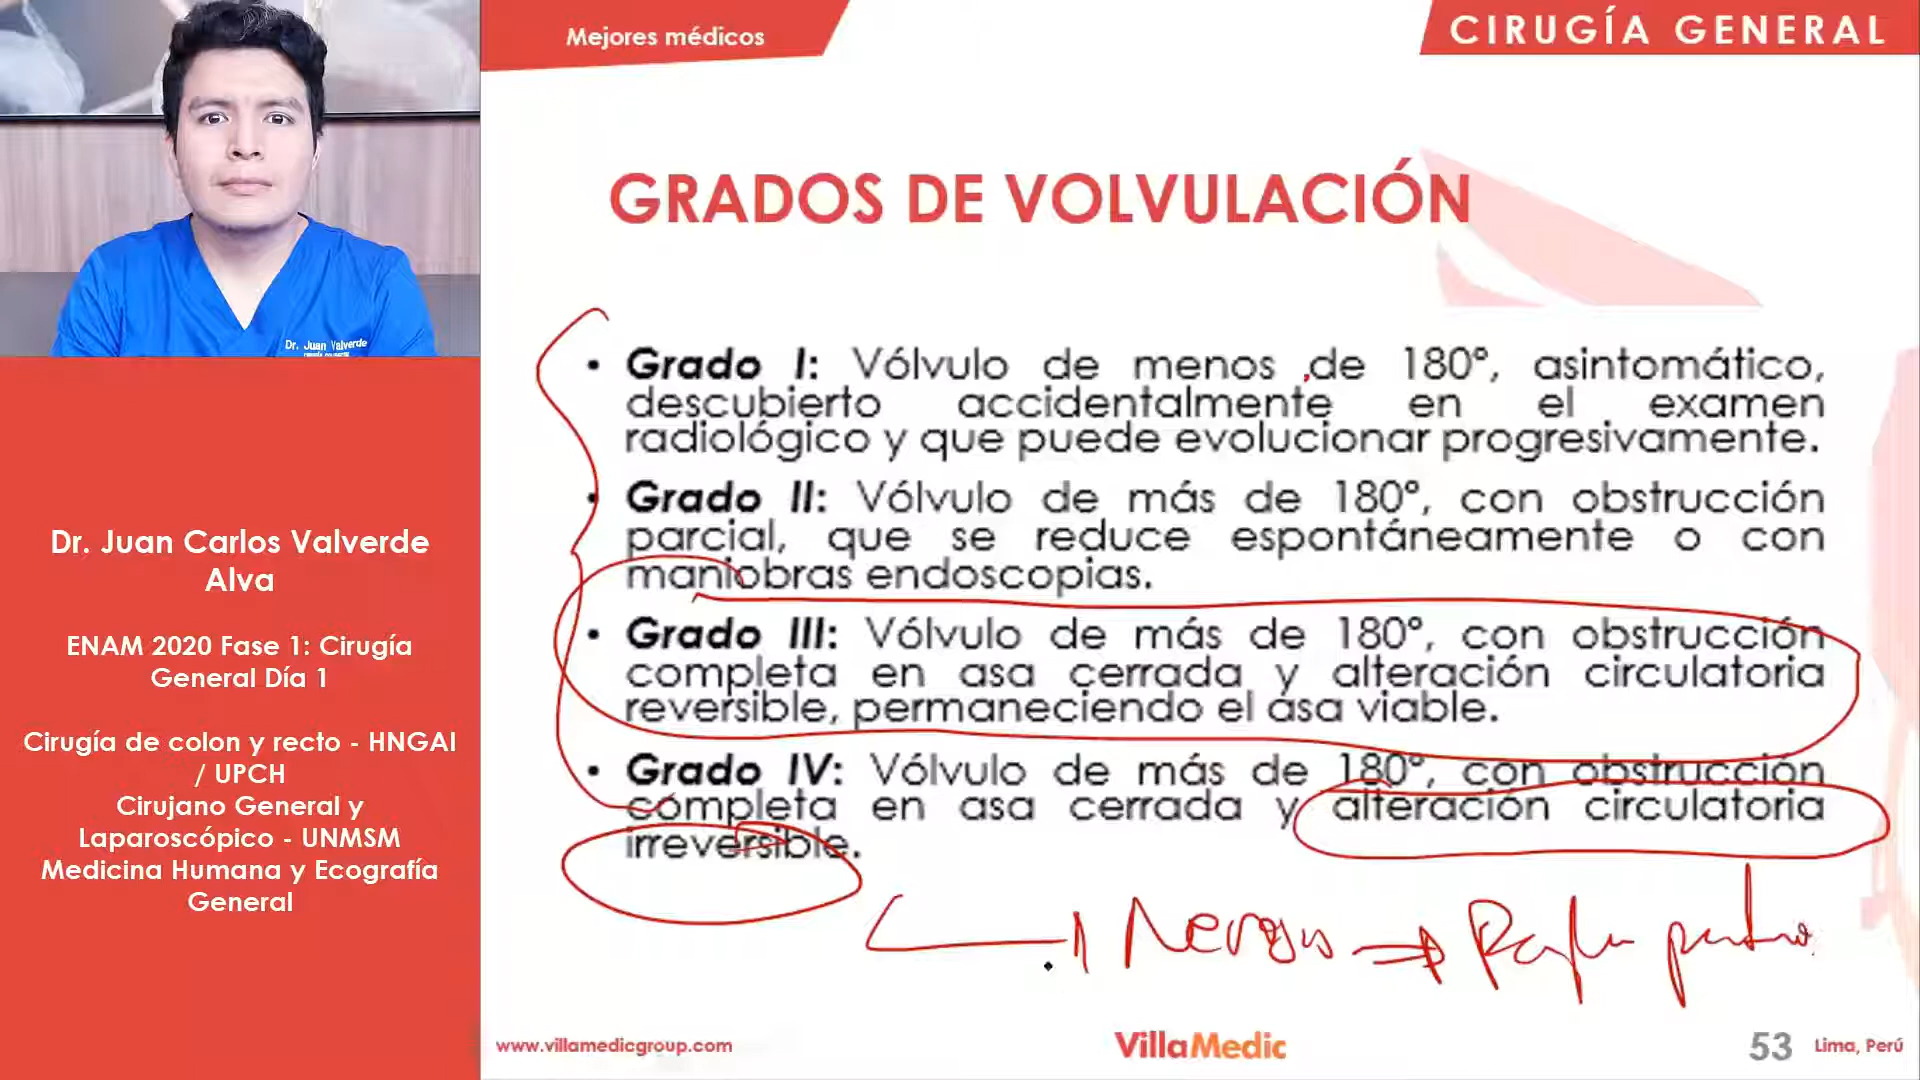 Mejores médicos
CIRUGÍA GENERAL
Dr. Juan Valverde
GRADOS DE VOLVULACIÓN
• Grado I: Vólvulo de menos de 180°, asintomático,
descubierto accidentalmente en el examen
radiológico y que puede evolucionar progresivamente.
• Grado II: Vólvulo de más de 180°, con obstrucción
parcial, que se reduce espontáneamente o con
maniobras endoscopias.
• Grado III: Vólvulo de más de 180°, con obstrucción
completa en asa cerrada y alteración circulatoria
reversible, permaneciendo el asa viable.
• Grado IV: Vólvulo de más de 180°, con obstrucción
completa en asa cerrada y alteración circulatoria
irreversible.
Dr. Juan Carlos Valverde
Alva
ENAM 2020 Fase 1: Cirugía
General Día 1
Cirugía de colon y recto - HNGAI
/ UPCH
Cirujano General y
Laparoscópico - UNMSM
Medicina Humana y Ecografía
General
www.villamedicgroup.com
VillaMedic
53
Lima, Perú